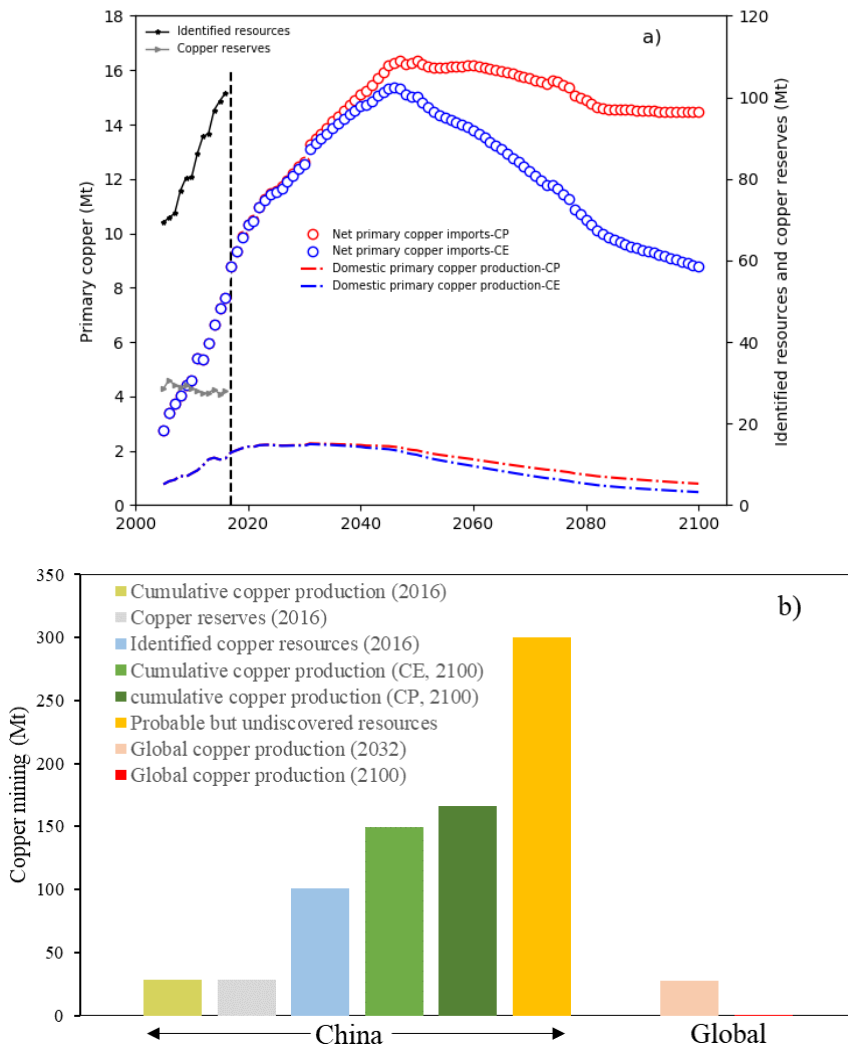 a)
Identified resources
Copper reserves
Net primary copper imports-CP
Net primary copper imports-CE
Domestic primary copper production-CP
Domestic primary copper production-CE
Primary copper (Mt)
18
16
14
12
10
8
6
4
2
0
Identified resources and copper reserves (Mt)
120
100
80
60
40
20
0
2000
2020
2040
2060
2080
2100
b)
Cumulative copper production (2016)
Copper reserves (2016)
Identified copper resources (2016)
Cumulative copper production (CE, 2100)
cumulative copper production (CP, 2100)
Probable but undiscovered resources
Global copper production (2032)
Global copper production (2100)
Copper mining (Mt)
350
300
250
200
150
100
50
0
China
Global